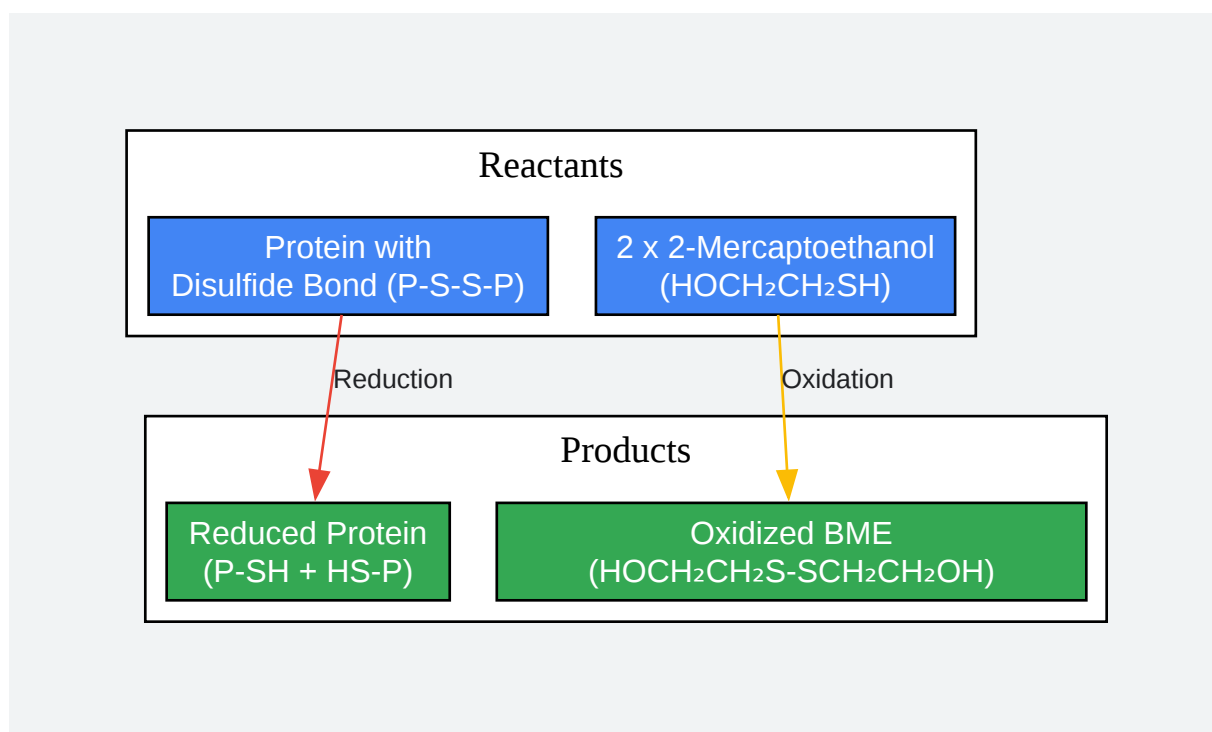 Reactants
Protein with
Disulfide Bond (P-S-S-P)
2 x 2-Mercaptoethanol
(HOCH₂CH₂SH)
Reduction
Oxidation
Products
Reduced Protein
(P-SH + HS-P)
Oxidized BME
(HOCH₂CH₂S-SCH₂CH₂OH)